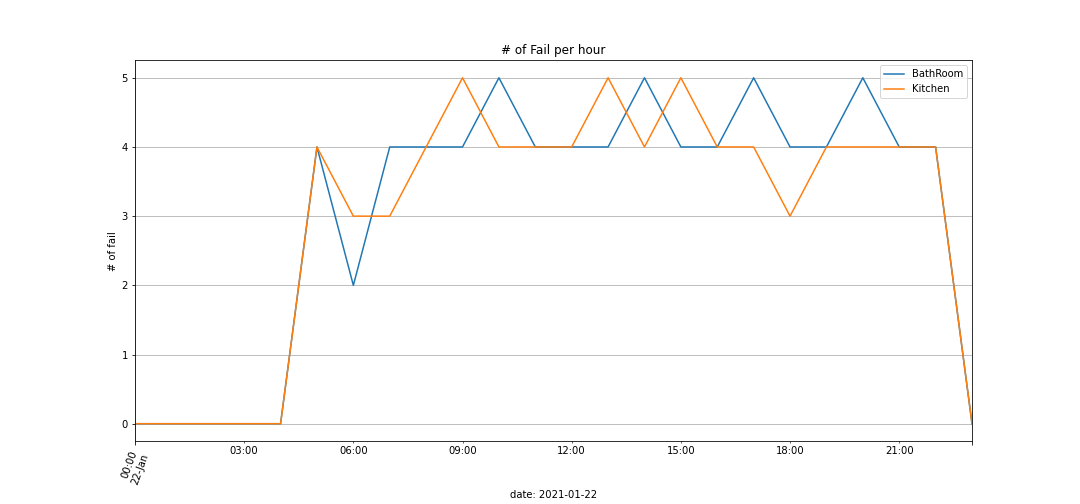 # of Fail per hour
BathRoom
Kitchen
# of fail
5
4
3
2
1
0
00:00
22-Jan
03:00
06:00
09:00
12:00
15:00
18:00
21:00
date: 2021-01-22